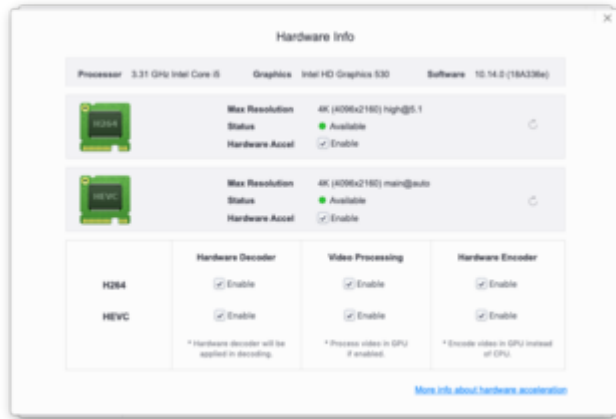 Hardware Info
Processor 3.31 GHz Intel Core i5 Graphics Intel HD Graphics 530 Software 10.14.0 (18A336e)
H264
Max Resolution 4K (4096x2160) high@5.1
Status Available
Hardware Accel Enable
HEVC
Max Resolution 4K (4096x2160) main@auto
Status Available
Hardware Accel Enable
Hardware Decoder Video Processing Hardware Encoder
H264 Enable Enable Enable
HEVC Enable Enable Enable
* Hardware decoder will be * Process video in GPU * Encode video in GPU instead
applied in decoding. if enabled. of CPU.
More info about hardware acceleration